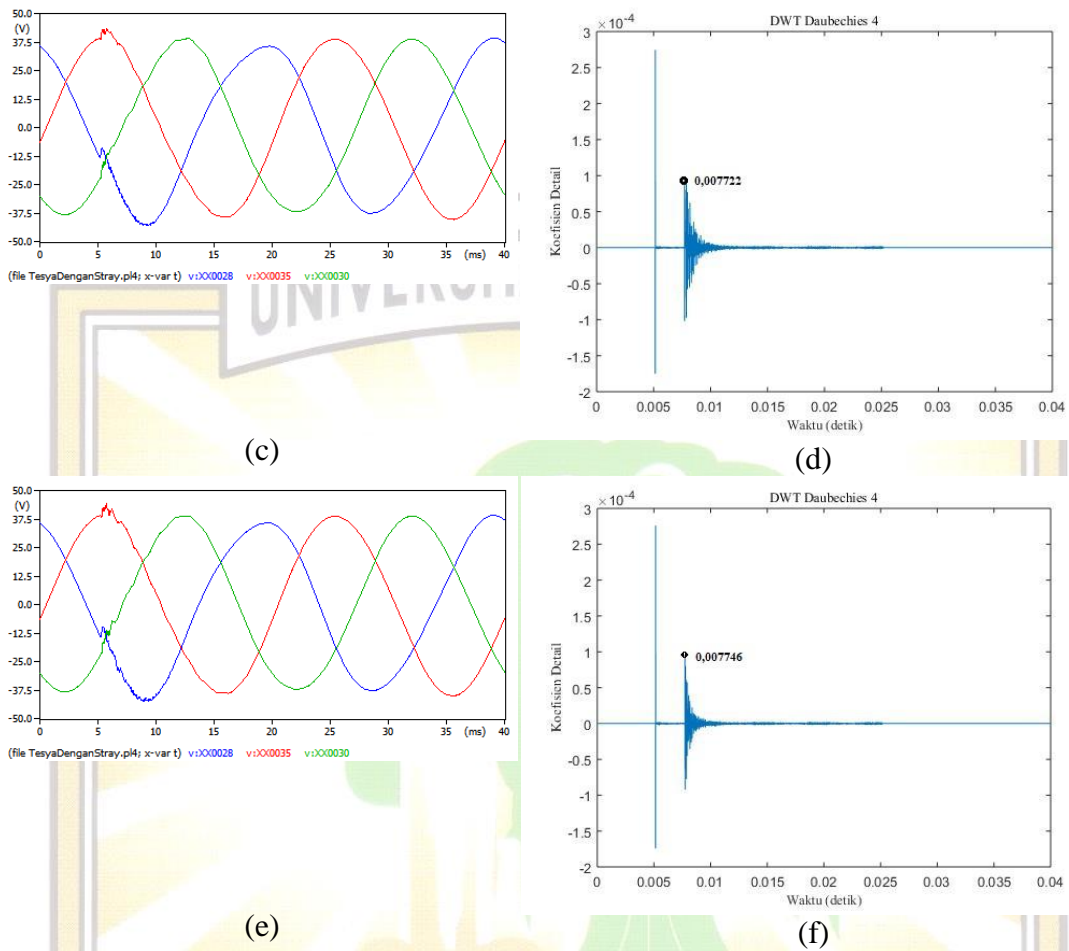 50.0
(V)
37.5
25.0
12.5
0.0
-12.5
-25.0
-37.5
-50.0
0 5 10 15 20 25 30 35 (ms) 40
(file TesyaDenganStray.pl4; x-var t) v:XX0028 v:XX0035 v:XX0030
DWT Daubechies 4
×10⁻⁴
3
2.5
2
1.5
1
0.5
0
-0.5
-1
-1.5
-2
Koefisien Detail
0,007722
0 0.005 0.01 0.015 0.02 0.025 0.03 0.035 0.04
Waktu (detik)
(c) (d)
50.0
(V)
37.5
25.0
12.5
0.0
-12.5
-25.0
-37.5
-50.0
0 5 10 15 20 25 30 35 (ms) 40
(file TesyaDenganStray.pl4; x-var t) v:XX0028 v:XX0035 v:XX0030
DWT Daubechies 4
×10⁻⁴
3
2.5
2
1.5
1
0.5
0
-0.5
-1
-1.5
-2
Koefisien Detail
0,007746
0 0.005 0.01 0.015 0.02 0.025 0.03 0.035 0.04
Waktu (detik)
(e) (f)